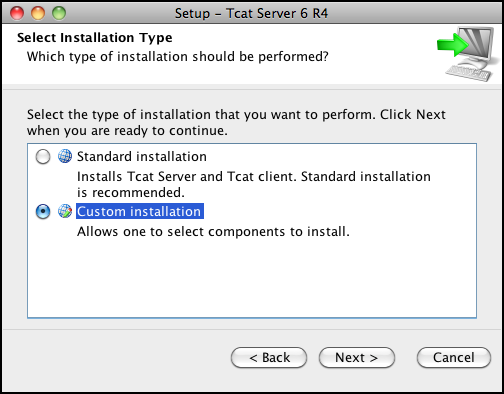 Setup - Tcat Server 6 R4
Select Installation Type
Which type of installation should be performed?
Select the type of installation that you want to perform. Click Next
when you are ready to continue.
Standard installation
Installs Tcat Server and Tcat client. Standard installation
is recommended.
Custom installation
Allows one to select components to install.
< Back
Next >
Cancel